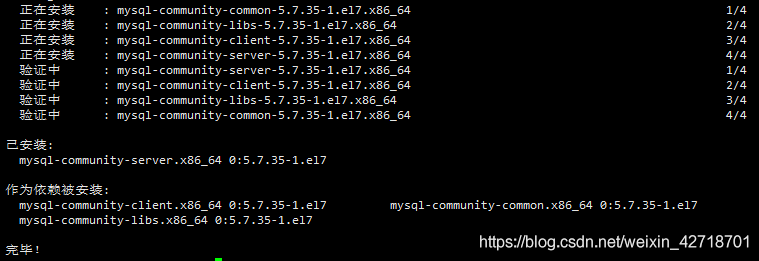 正在安装    : mysql-community-common-5.7.35-1.el7.x86_64    1/4
正在安装    : mysql-community-libs-5.7.35-1.el7.x86_64    2/4
正在安装    : mysql-community-client-5.7.35-1.el7.x86_64    3/4
正在安装    : mysql-community-server-5.7.35-1.el7.x86_64    4/4
验证中      : mysql-community-server-5.7.35-1.el7.x86_64    1/4
验证中      : mysql-community-client-5.7.35-1.el7.x86_64    2/4
验证中      : mysql-community-libs-5.7.35-1.el7.x86_64    3/4
验证中      : mysql-community-common-5.7.35-1.el7.x86_64    4/4
已安装:
mysql-community-server.x86_64 0:5.7.35-1.el7
作为依赖被安装:
mysql-community-client.x86_64 0:5.7.35-1.el7    mysql-community-common.x86_64 0:5.7.35-1.el7
mysql-community-libs.x86_64 0:5.7.35-1.el7
完毕!
https://blog.csdn.net/weixin_42718701